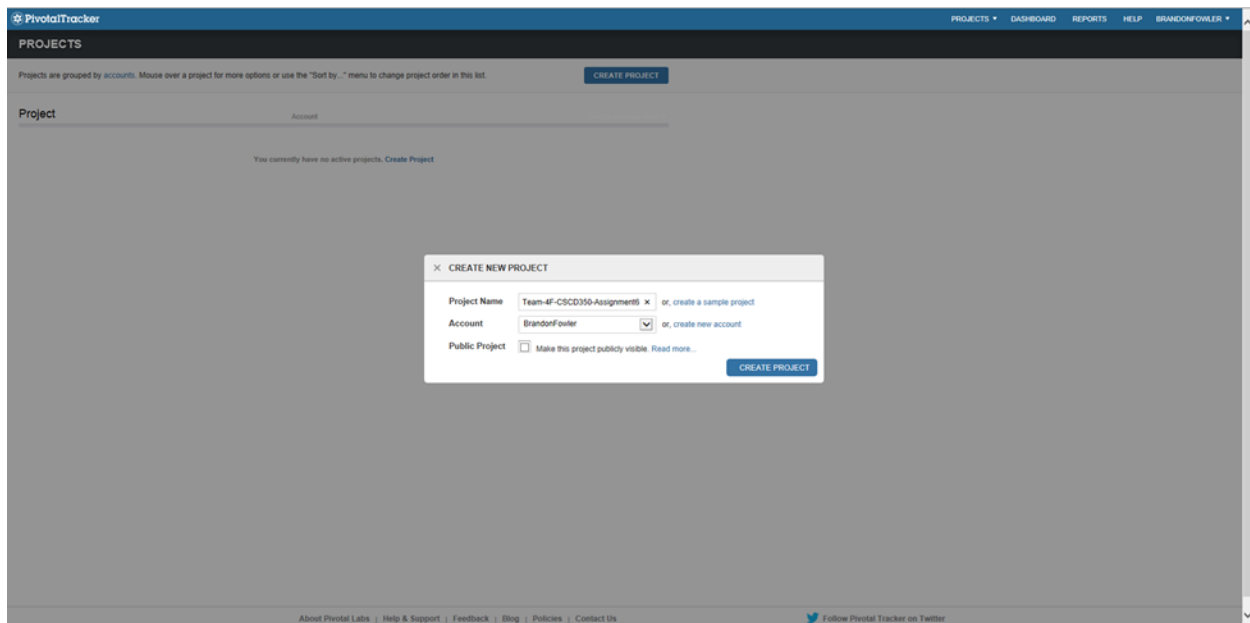 PivotalTracker
PROJECTS ▾ DASHBOARD REPORTS HELP BRANDONFOWLER ▾
PROJECTS
Projects are grouped by accounts. Mouse over a project for more options or use the "Sort by..." menu to change project order in this list.
CREATE PROJECT
Project Account
You currently have no active projects. Create Project
× CREATE NEW PROJECT
Project Name Team-4F-CSCD350-Assignment6 × or, create a sample project
Account BrandonFowler or, create new account
Public Project Make this project publicly visible. Read more...
CREATE PROJECT
About Pivotal Labs | Help & Support | Feedback | Blog | Policies | Contact Us
Follow Pivotal Tracker on Twitter